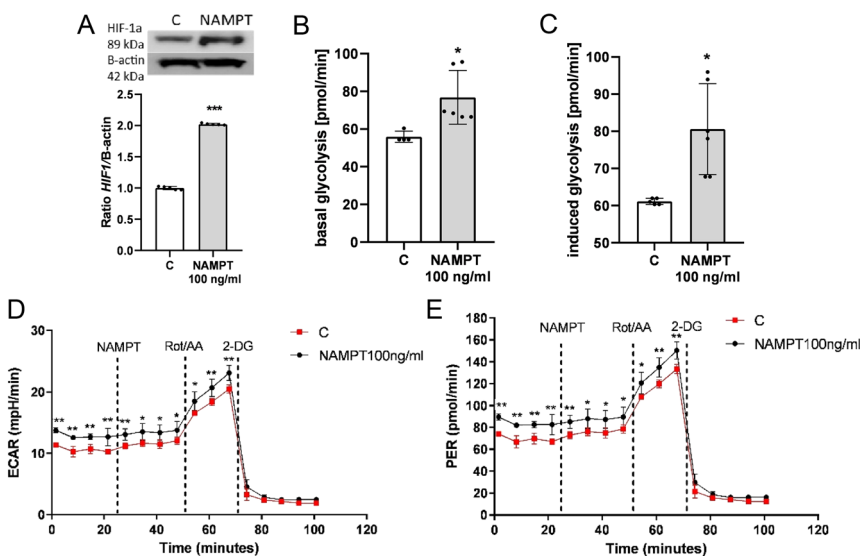 A
C NAMPT
HIF-1a
89 kDa
B-actin
42 kDa
Ratio HIF1/B-actin
2.5
2.0
1.5
1.0
0.5
0.0
***
C
NAMPT
100 ng/ml
B
basal glycolysis [pmol/min]
100
80
60
40
20
0
*
C
NAMPT
100 ng/ml
C
induced glycolysis [pmol/min]
100
90
80
70
60
50
*
C
NAMPT
100 ng/ml
D
ECAR (mpH/min)
30
20
10
0
NAMPT
Rot/AA
2-DG
C
NAMPT100ng/ml
** ** ** ** ** * * * * ** **
0 20 40 60 80 100 120
Time (minutes)
E
PER (pmol/min)
180
160
140
120
100
80
60
40
20
0
NAMPT
Rot/AA
2-DG
C
NAMPT100ng/ml
** ** ** ** ** * * * * ** **
0 20 40 60 80 100 120
Time (minutes)